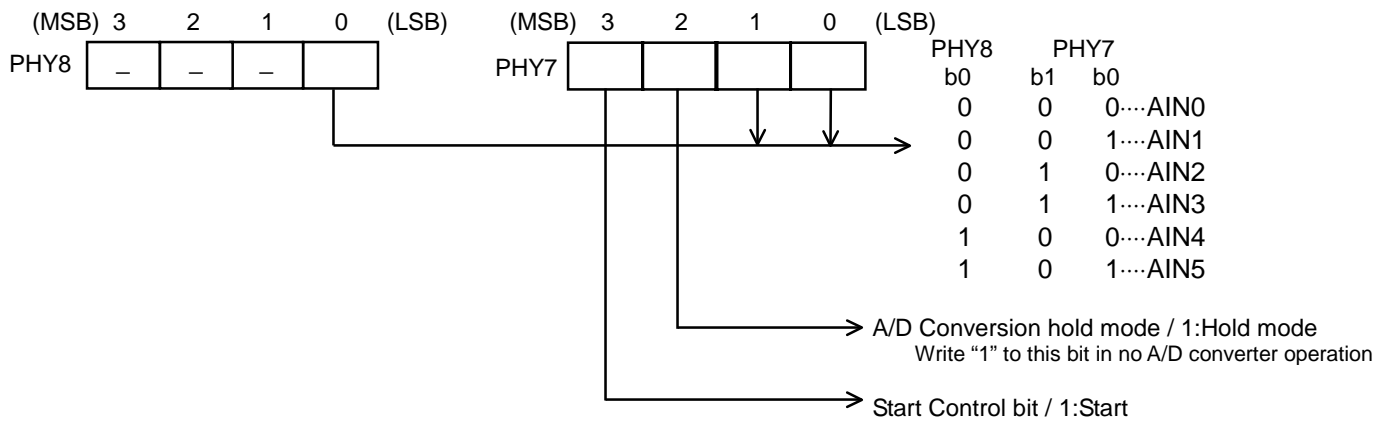 (MSB) 3 2 1 0 (LSB) (MSB) 3 2 1 0 (LSB)
PHY8 _ _ _ PHY7
PHY8 PHY7
b0 b1 b0
0 0 0····AIN0
0 0 1····AIN1
0 1 0····AIN2
0 1 1····AIN3
1 0 0····AIN4
1 0 1····AIN5
A/D Conversion hold mode / 1:Hold mode
Write “1” to this bit in no A/D converter operation
Start Control bit / 1:Start